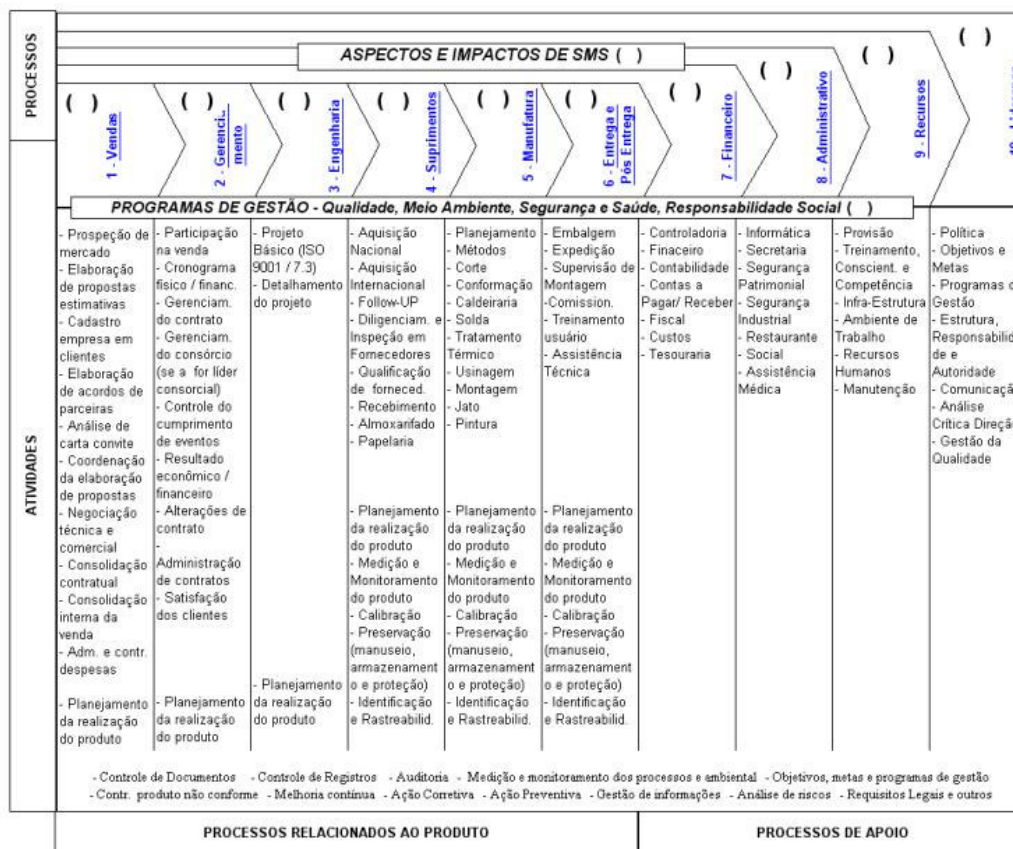 PROCESSOS
ASPECTOS E IMPACTOS DE SMS ( )
( )
( )
( )
( )
( )
( )
( )
( )
( )
( )
1 - Vendas
2 - Gerenci..
mento
3 - Engenharia
4 - Suprimentos
5 - Manufatura
6 - Entrega e
Pós Entrega
7 - Financeiro
8 - Administrativo
9 - Recursos
PROGRAMAS DE GESTÃO - Qualidade, Meio Ambiente, Segurança e Saúde, Responsabilidade Social ( )
ATIVIDADES
- Prospeção de
mercado
- Elaboração
de propostas
estimativas
- Cadastro
empresa em
clientes
- Elaboração
de acordos de
parceiras
- Análise de
carta convite
- Coordenação
da elaboração
de propostas
- Negociação
técnica e
comercial
- Consolidação
contratual
- Consolidação
interna da
venda
- Adm. e contr.
despesas
- Planejamento
da realização
do produto
- Participação
na venda
- Cronograma
físico / financ.
- Gerenciam.
do contrato
- Gerenciam.
do consórcio
(se a for líder
consorcial)
- Controle do
cumprimento
de eventos
- Resultado
econômico /
financeiro
- Alterações de
contrato
-
Administração
de contratos
- Satisfação
dos clientes
- Planejamento
da realização
do produto
- Projeto
Básico (ISO
9001 / 7.3)
- Detalhamento
do projeto
- Planejamento
da realização
do produto
- Aquisição
Nacional
- Aquisição
Internacional
- Follow-UP
- Diligenciam. e
Inspeção em
Fornecedores
- Qualificação
de forneced.
- Recebimento
- Almoxarifado
- Papelaria
- Planejamento
da realização
do produto
- Medição e
Monitoramento
do produto
- Calibração
- Preservação
(manuseio,
armazenament
o e proteção)
- Identificação
e Rastreabilid.
- Planejamento
- Métodos
- Corte
- Conformação
- Caldeiraria
- Solda
- Tratamento
Térmico
- Usinagem
- Montagem
- Jato
- Pintura
- Planejamento
da realização
do produto
- Medição e
Monitoramento
do produto
- Calibração
- Preservação
(manuseio,
armazenament
o e proteção)
- Identificação
e Rastreabilid.
- Embalgem
- Expedição
- Supervisão de
Montagem
-Comission.
- Treinamento
usuário
- Assistência
Técnica
- Planejamento
da realização
do produto
- Medição e
Monitoramento
do produto
- Calibração
- Preservação
(manuseio,
armazenament
o e proteção)
- Identificação
e Rastreabilid.
- Controladoria
- Finaceiro
- Contabilidade
- Contas a
Pagar/ Receber
- Fiscal
- Custos
- Tesouraria
- Informática
- Secretaria
- Segurança
Patrimonial
- Segurança
Industrial
- Restaurante
- Social
- Assistência
Médica
- Provisão
- Treinamento,
Conscient. e
Competência
- Infra-Estrutura
- Ambiente de
Trabalho
- Recursos
Humanos
- Manutenção
- Política
- Objetivos e
Metas
- Programas d
Gestão
- Estrutura,
Responsabilid
de e
Autoridade
- Comunicaçã
- Análise
Crítica Direçã
- Gestão da
Qualidade
- Controle de Documentos - Controle de Registros - Auditoria - Medição e monitoramento dos processos e ambiental - Objetivos, metas e programas de gestão
- Contr. produto não conforme - Melhoria contínua - Ação Corretiva - Ação Preventiva - Gestão de informações - Análise de riscos - Requisitos Legais e outros
PROCESSOS RELACIONADOS AO PRODUTO
PROCESSOS DE APOIO